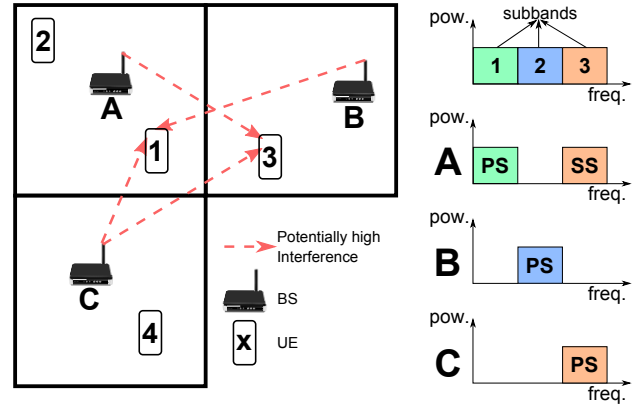 2
A
1
B
3
C
4
Potentially high
Interference
BS
x
UE
pow.
subbands
1
2
3
freq.
A
pow.
PS
SS
freq.
B
pow.
PS
freq.
C
pow.
PS
freq.